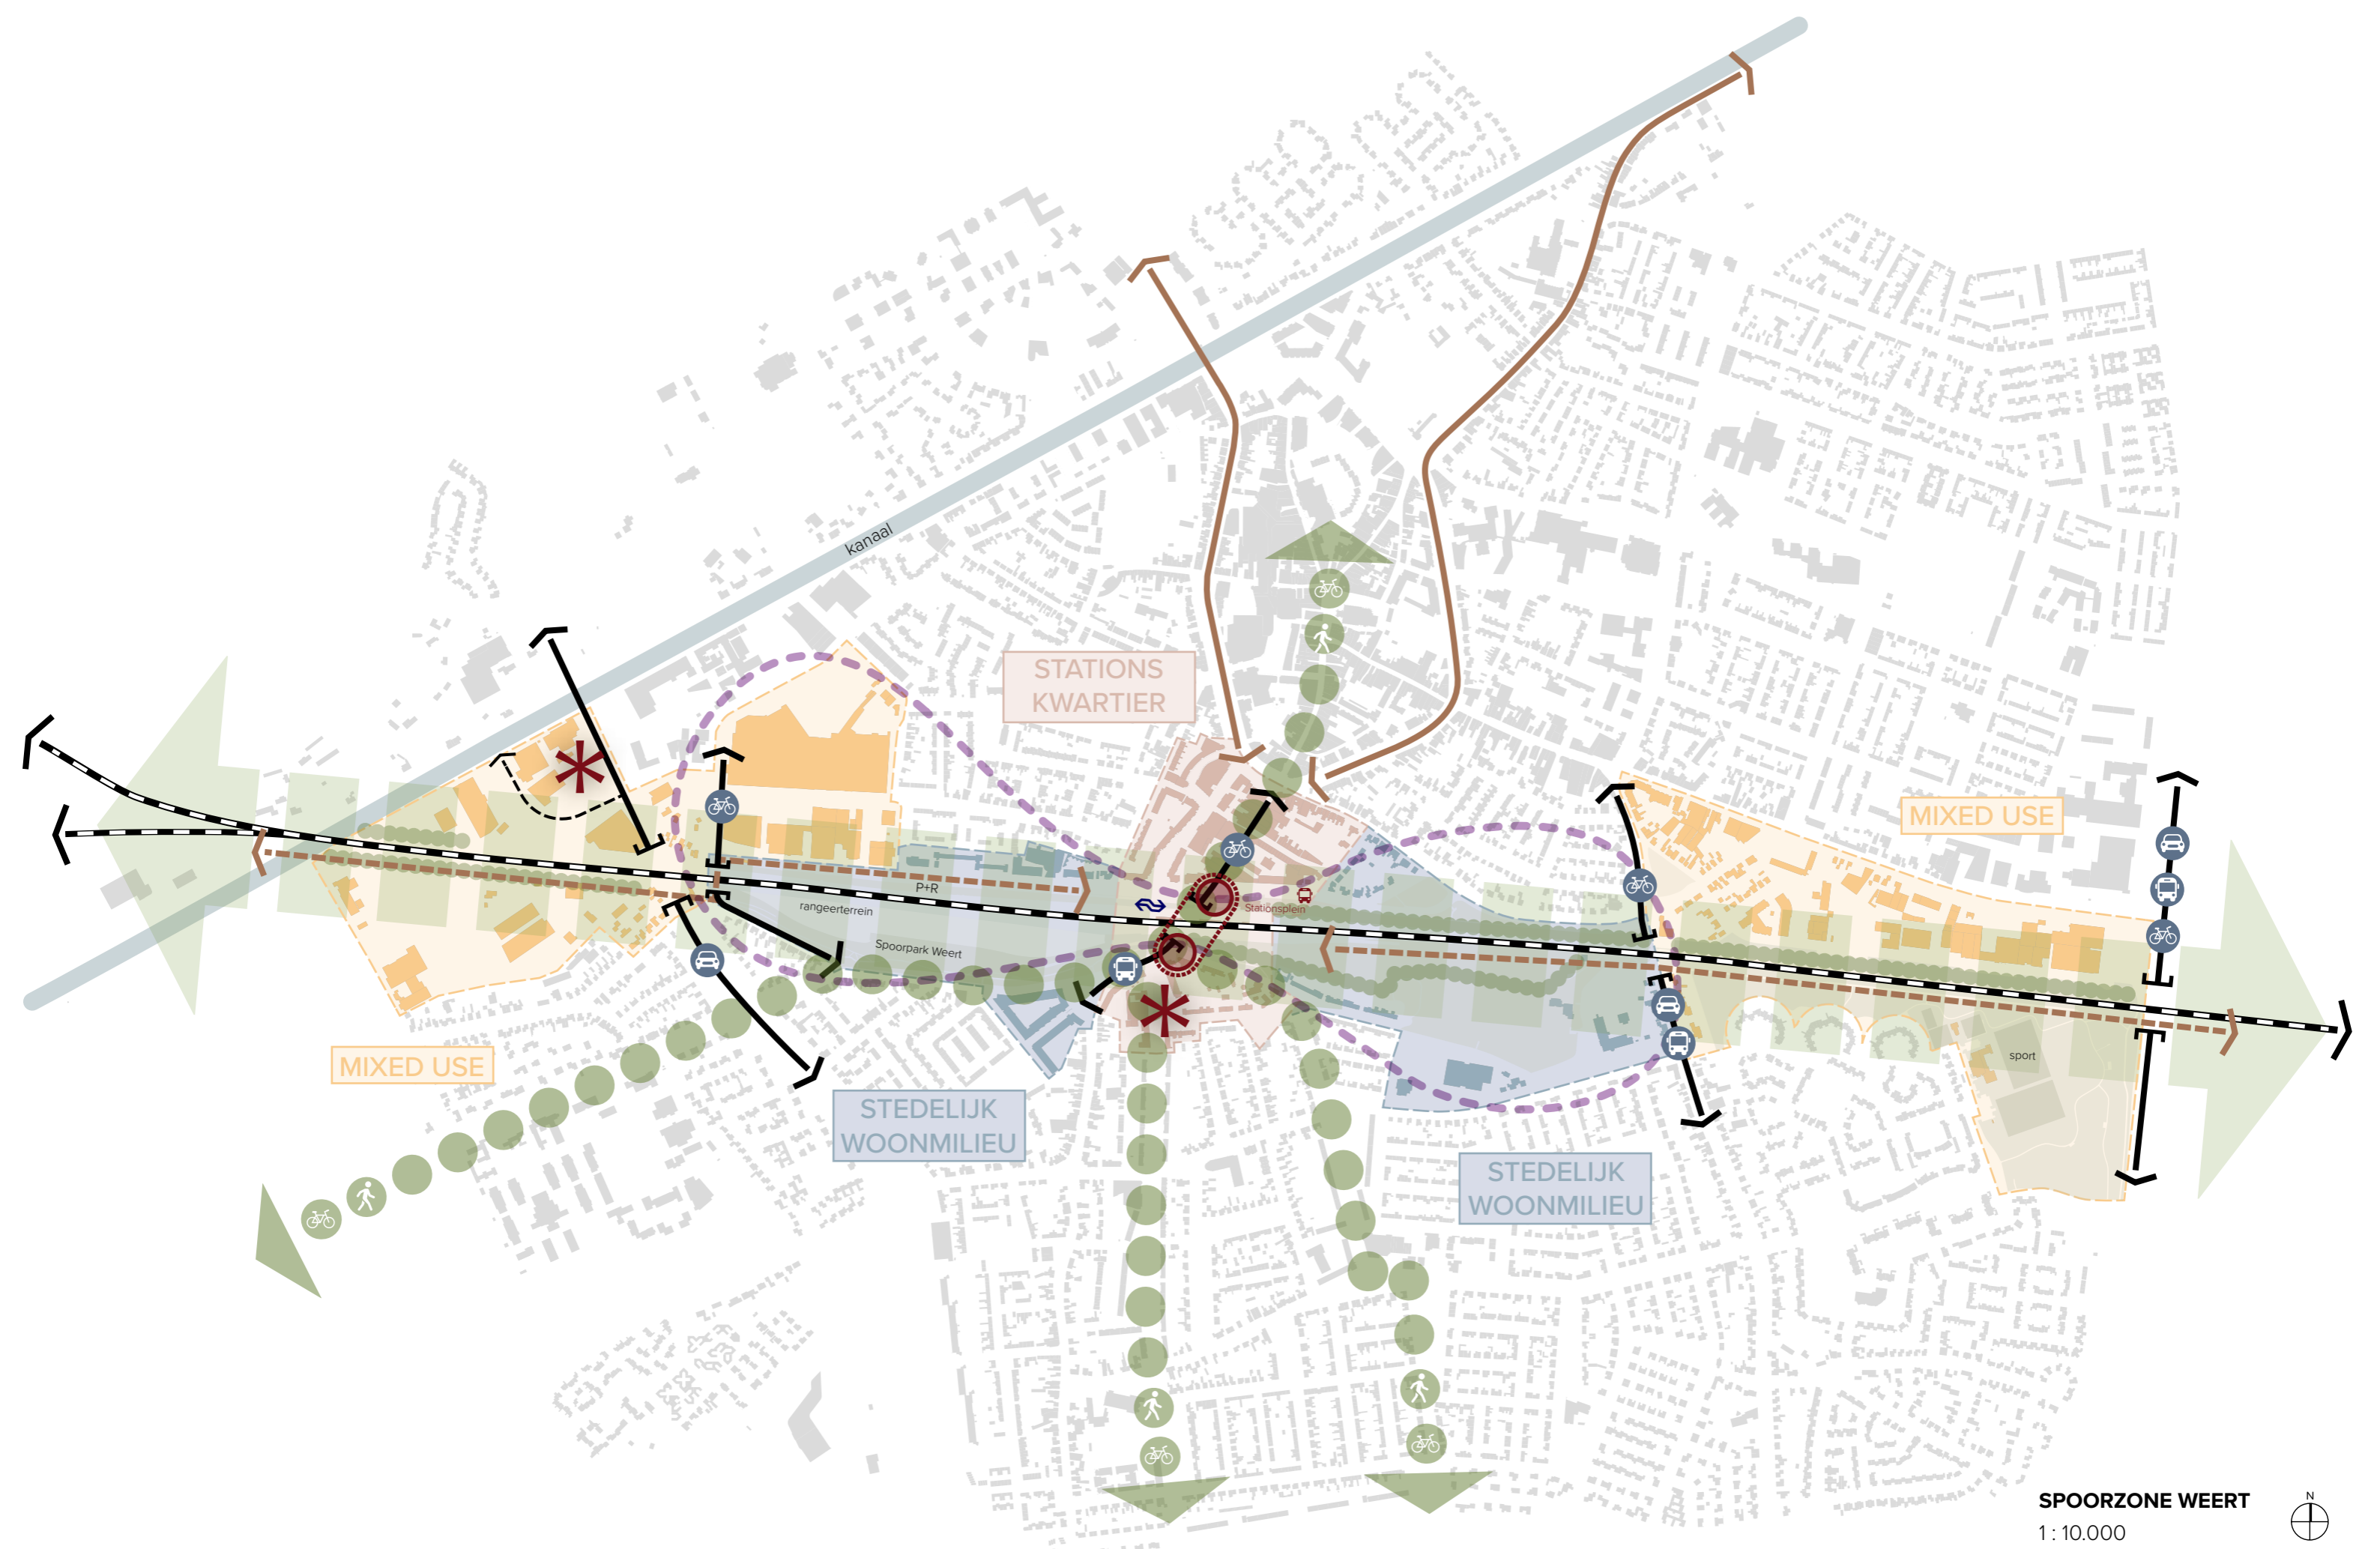 kanaal
STATIONS
KWARTIER
MIXED USE
P+R
rangeerterrein
Stationsplein
Spoorpark Weert
sport
MIXED USE
STEDELIJK
WOONMILIEU
STEDELIJK
WOONMILIEU
N
SPOORZONE WEERT
1 : 10.000